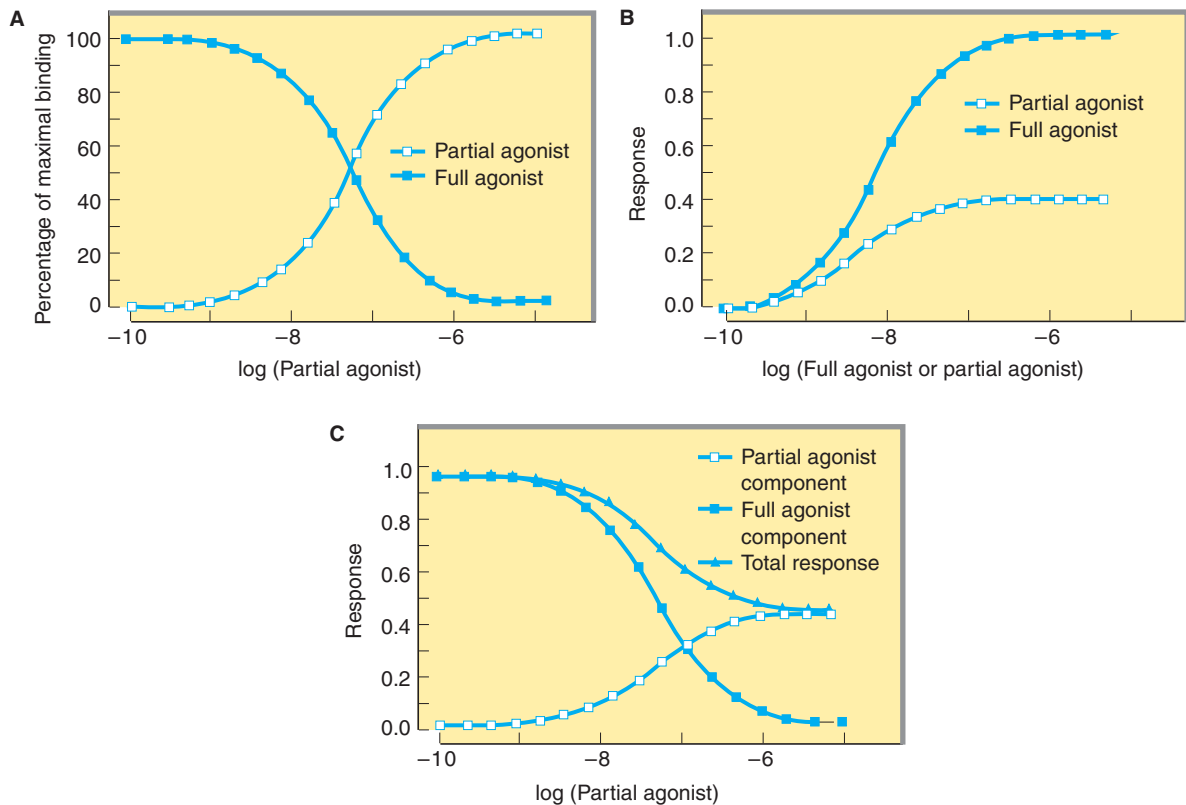 A
Percentage of maximal binding
100
80
60
40
20
0
Partial agonist
Full agonist
−10
−8
−6
log (Partial agonist)
B
Response
1.0
0.8
0.6
0.4
0.2
0.0
Partial agonist
Full agonist
−10
−8
−6
log (Full agonist or partial agonist)
C
Response
1.0
0.8
0.6
0.4
0.2
0.0
Partial agonist
component
Full agonist
component
Total response
−10
−8
−6
log (Partial agonist)